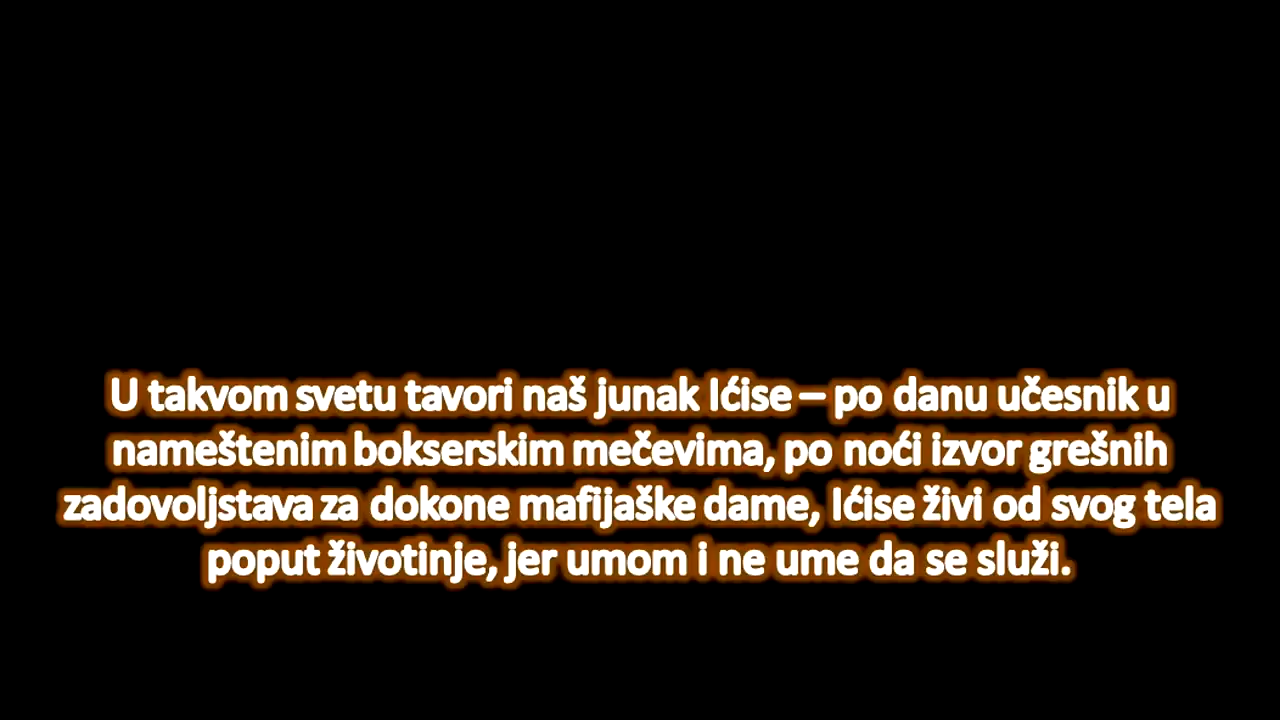 U takvom svetu tavori naš junak Ićise – po danu učesnik u
nameštenim bokserskim mečevima, po noći izvor grešnih
zadovoljstava za dokone mafijaške dame, Ićise živi od svog tela
poput životinje, jer umom i ne ume da se služi.